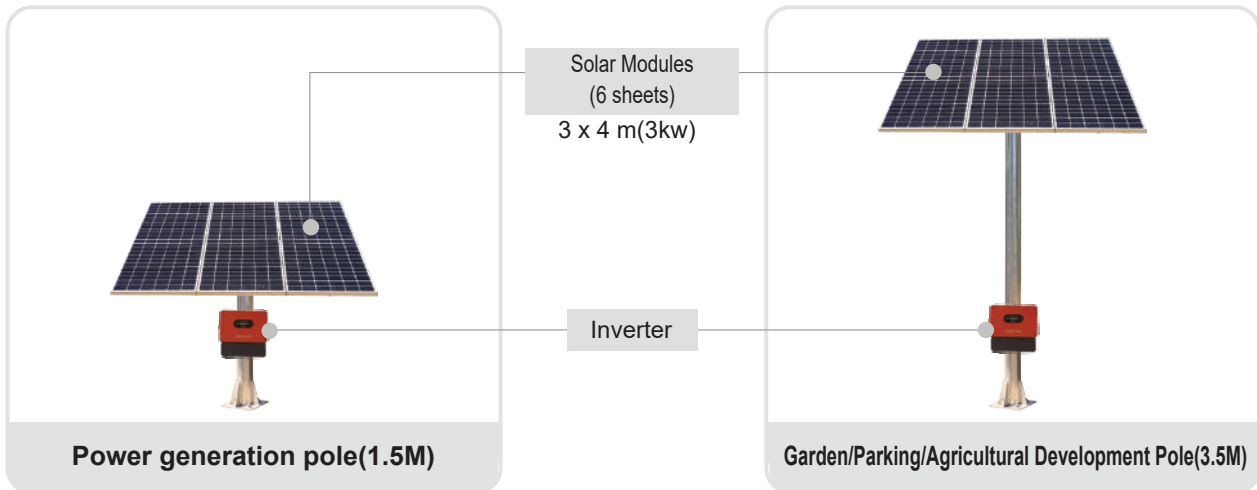 Solar Modules
(6 sheets)
3 x 4 m(3kw)
Inverter
Power generation pole(1.5M)
Garden/Parking/Agricultural Development Pole(3.5M)